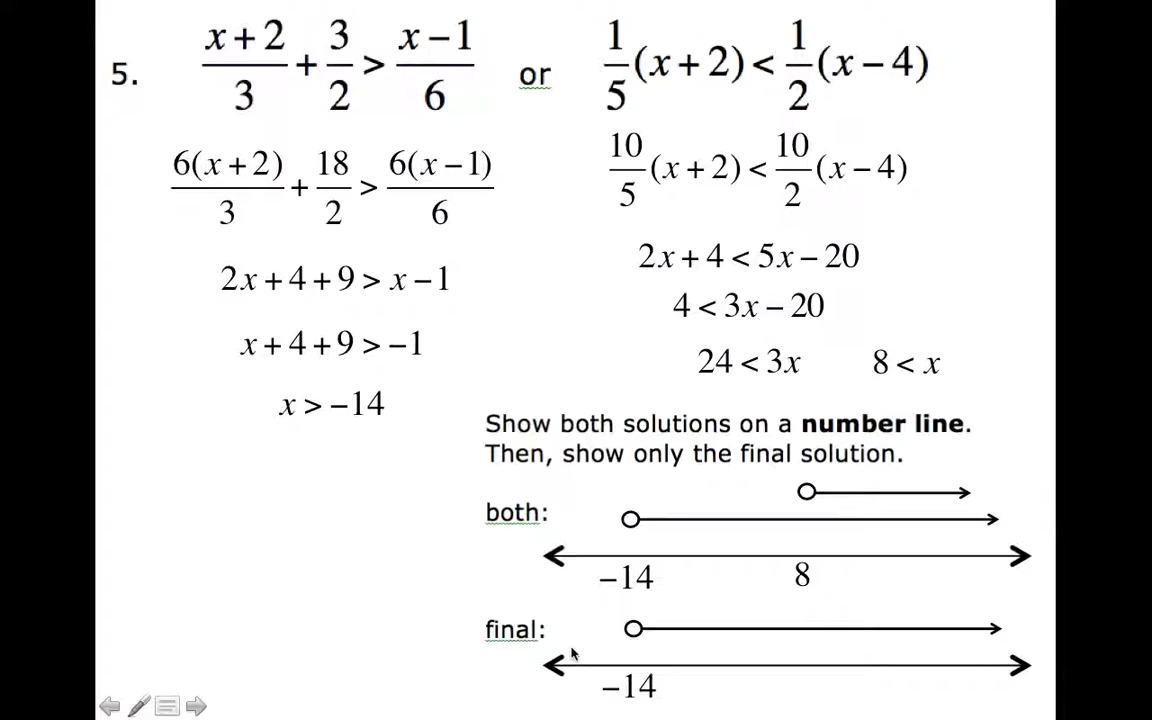 5. (x+2)/3 + 3/2 > (x−1)/6 or 1/5(x+2) < 1/2(x−4)
6(x+2)/3 + 18/2 > 6(x−1)/6
10/5(x+2) < 10/2(x−4)
2x+4+9 > x−1
2x+4 < 5x−20
x+4+9 > −1
4 < 3x−20
x > −14
24 < 3x 8 < x
Show both solutions on a number line.
Then, show only the final solution.
both:
−14 8
final:
−14